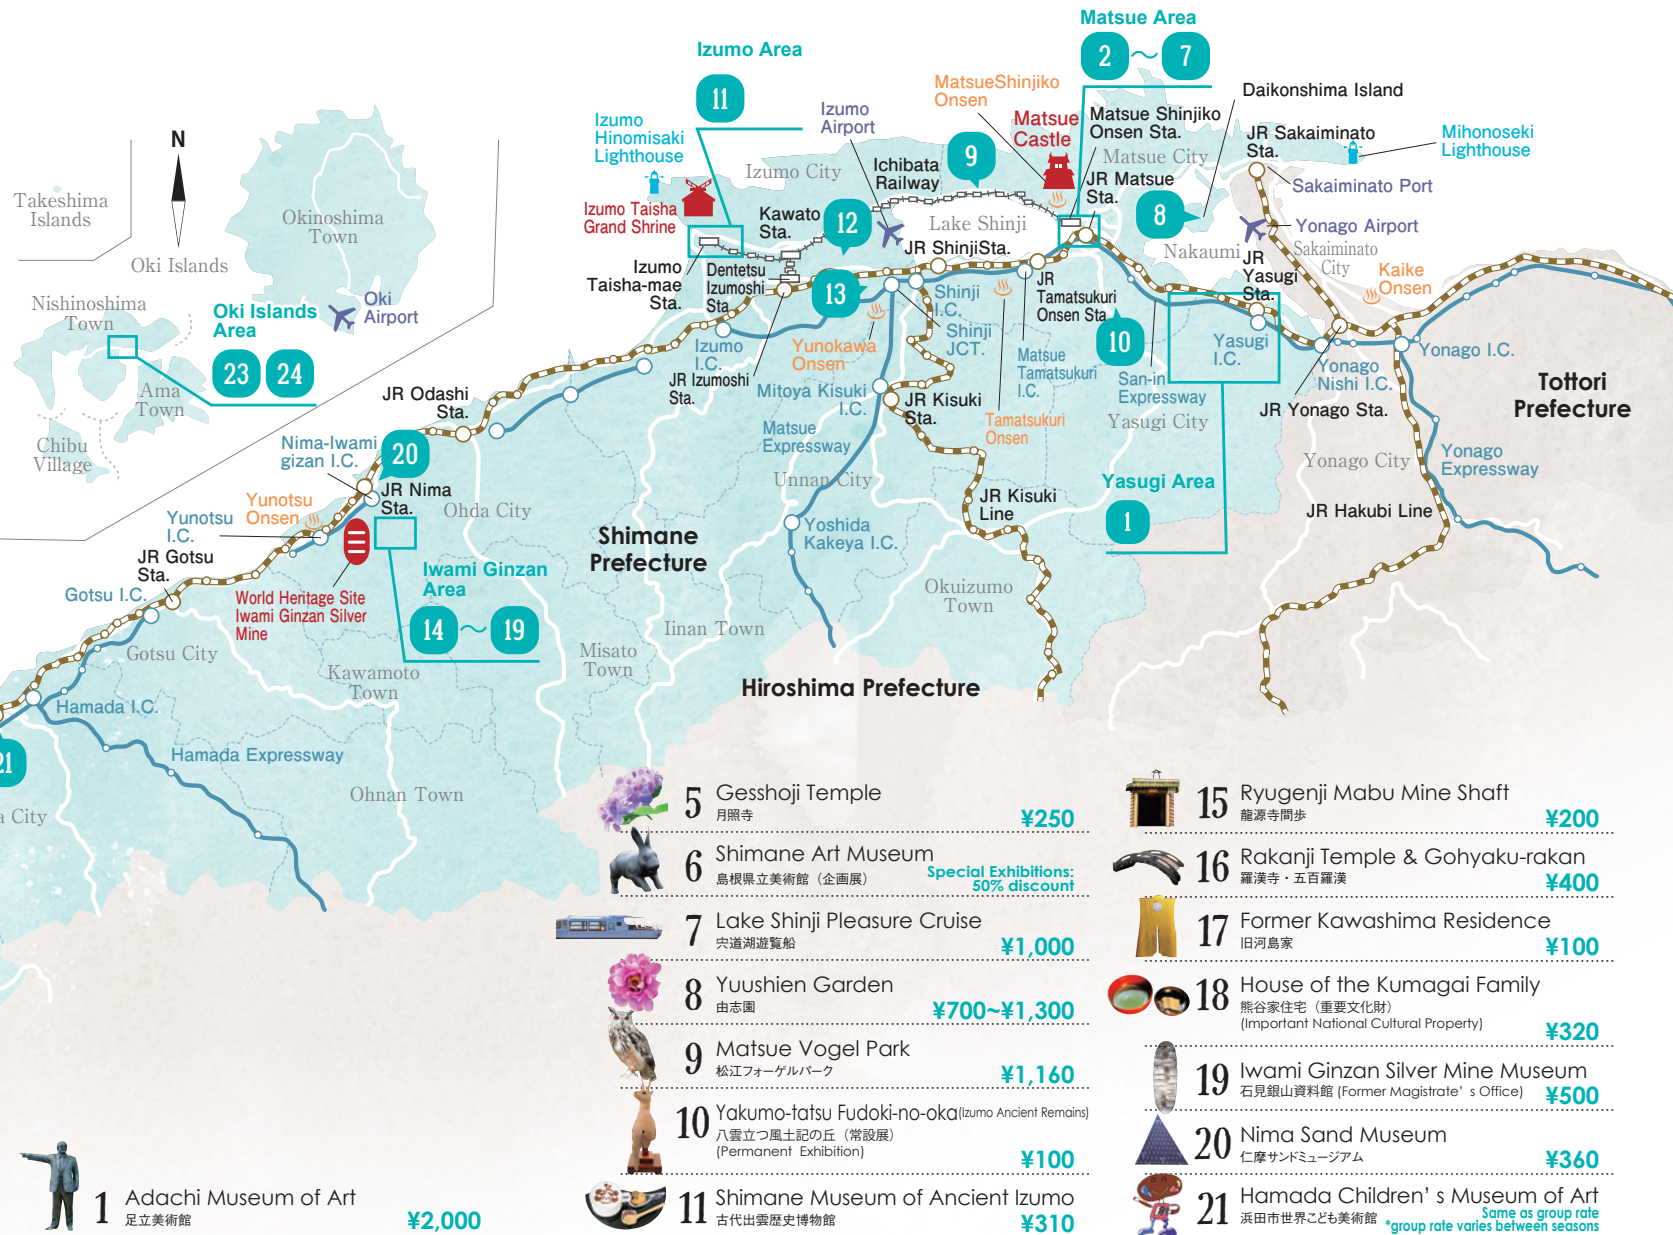 Matsue Area
2 ～ 7
Izumo Area
11
MatsueShinjiko
Onsen
Izumo
Airport
Daikonshima Island
Izumo
Hinomisaki
Lighthouse
Matsue
Castle
Matsue Shinjiko
Onsen Sta.
JR Sakaiminato
Sta.
Mihonoseki
Lighthouse
N
9
Ichibata
Railway
Izumo City
Matsue City
JR Matsue
Sta.
Sakaiminato Port
Takeshima
Islands
Okinoshima
Town
Izumo Taisha
Grand Shrine
Kawato
Sta.
12
Lake Shinji
8
Yonago Airport
Nakaumi
Sakaiminato
City
Oki Islands
JR ShinjiSta.
Izumo
Taisha-mae
Sta.
Dentetsu
Izumoshi
Sta.
JR
Yasugi
Sta.
Kaike
Onsen
JR
Tamatsukuri
Onsen Sta.
Nishinoshima
Town
Oki Islands
Area
Oki
Airport
13
Shinji
I.C.
Shinji
JCT.
10
Izumo
I.C.
Yunokawa
Onsen
Yasugi
I.C.
Yonago I.C.
23 24
JR Izumoshi
Sta.
Matsue
Tamatsukuri
I.C.
Yonago
Nishi I.C.
San-in
Expressway
Ama
Town
JR Odashi
Sta.
Mitoya Kisuki
I.C.
JR Kisuki
Sta.
Tottori
Prefecture
JR Yonago Sta.
Tamatsukuri
Onsen
Yasugi City
Chibu
Village
Nima-Iwami
gizan I.C.
20
Matsue
Expressway
Yonago City
Yonago
Expressway
JR Nima
Sta.
Unnan City
Yasugi Area
1
Yunotsu
Onsen
Ohda City
JR Kisuki
Line
JR Hakubi Line
Yunotsu
I.C.
Shimane
Prefecture
Yoshida
Kakeya I.C.
JR Gotsu
Sta.
Iwami Ginzan
Area
14 ～ 19
Okuizumo
Town
Gotsu I.C.
World Heritage Site
Iwami Ginzan Silver
Mine
Iinan Town
Gotsu City
Misato
Town
Kawamoto
Town
Hiroshima Prefecture
Hamada I.C.
21
Hamada Expressway
Ohnan Town
a City
1 Adachi Museum of Art
足立美術館
¥2,000
5 Gesshoji Temple
月照寺
¥250
6 Shimane Art Museum
島根県立美術館（企画展）
Special Exhibitions:
50% discount
7 Lake Shinji Pleasure Cruise
宍道湖遊覧船
¥1,000
8 Yuushien Garden
由志園
¥700~¥1,300
9 Matsue Vogel Park
松江フォーゲルパーク
¥1,160
10 Yakumo-tatsu Fudoki-no-oka(Izumo Ancient Remains)
八雲立つ風土記の丘（常設展）
(Permanent Exhibition)
¥100
11 Shimane Museum of Ancient Izumo
古代出雲歴史博物館
¥310
15 Ryugenji Mabu Mine Shaft
龍源寺間歩
¥200
16 Rakanji Temple & Gohyaku-rakan
羅漢寺・五百羅漢
¥400
17 Former Kawashima Residence
旧河島家
¥100
18 House of the Kumagai Family
熊谷家住宅（重要文化財）
(Important National Cultural Property)
¥320
19 Iwami Ginzan Silver Mine Museum
石見銀山資料館 (Former Magistrate’ s Office)
¥500
20 Nima Sand Museum
仁摩サンドミュージアム
¥360
21 Hamada Children’ s Museum of Art
浜田市世界こども美術館
Same as group rate
*group rate varies between seasons